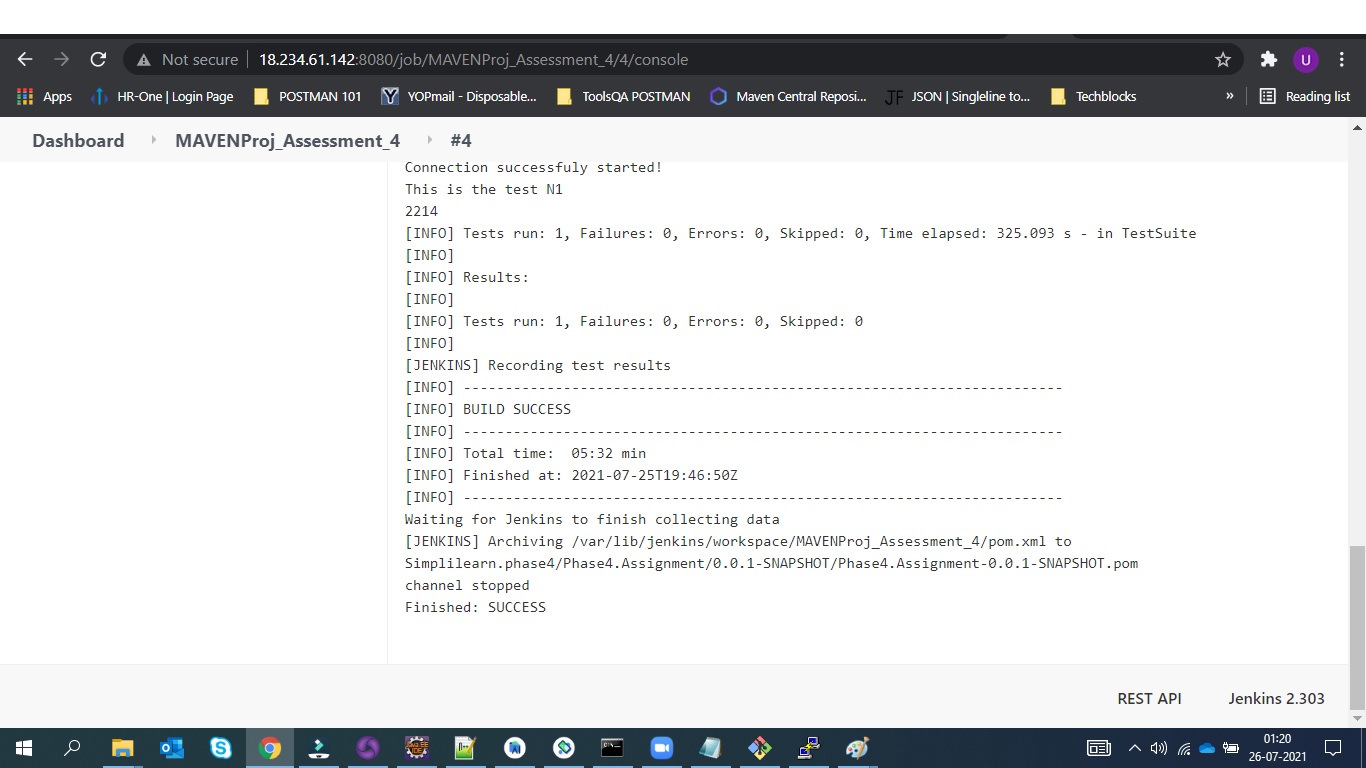 Not secure 18.234.61.142:8080/job/MAVENProj_Assessment_4/4/console U
Apps HR-One | Login Page POSTMAN 101 YOPmail - Disposable... ToolsQA POSTMAN Maven Central Reposi... JF JSON | Singleline to... Techblocks » Reading list
Dashboard MAVENProj_Assessment_4 #4
Connection successfuly started!
This is the test N1
2214
[INFO] Tests run: 1, Failures: 0, Errors: 0, Skipped: 0, Time elapsed: 325.093 s - in TestSuite
[INFO]
[INFO] Results:
[INFO]
[INFO] Tests run: 1, Failures: 0, Errors: 0, Skipped: 0
[INFO]
[JENKINS] Recording test results
[INFO] ------------------------------------------------------------------------
[INFO] BUILD SUCCESS
[INFO] ------------------------------------------------------------------------
[INFO] Total time:  05:32 min
[INFO] Finished at: 2021-07-25T19:46:50Z
[INFO] ------------------------------------------------------------------------
Waiting for Jenkins to finish collecting data
[JENKINS] Archiving /var/lib/jenkins/workspace/MAVENProj_Assessment_4/pom.xml to
Simplilearn.phase4/Phase4.Assignment/0.0.1-SNAPSHOT/Phase4.Assignment-0.0.1-SNAPSHOT.pom
channel stopped
Finished: SUCCESS
REST API Jenkins 2.303
01:20
26-07-2021